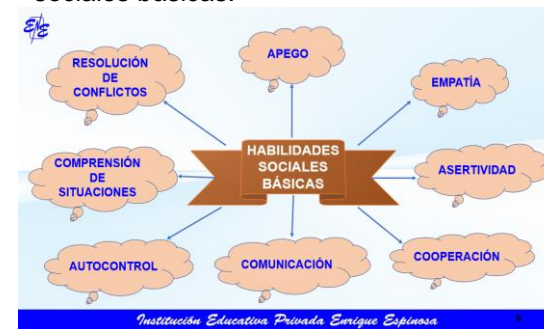 sociales básicas.
ENE
RESOLUCIÓN
DE
CONFLICTOS
APEGO
EMPATÍA
HABILIDADES
SOCIALES
BÁSICAS
COMPRENSIÓN
DE
SITUACIONES
ASERTIVIDAD
AUTOCONTROL
COMUNICACIÓN
COOPERACIÓN
Institución Educativa Privada Enrique Espinosa